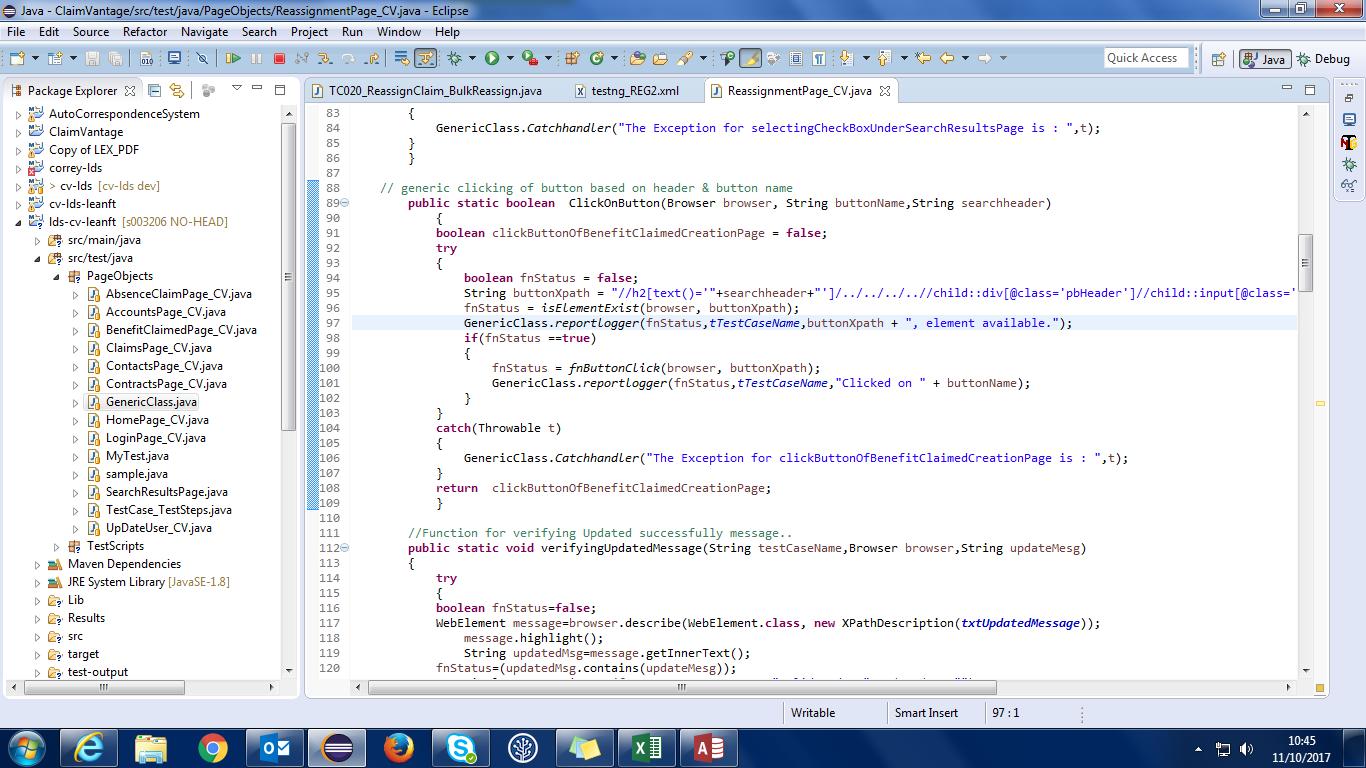 Java - ClaimVantage/src/test/java/PageObjects/ReassignmentPage_CV.java - Eclipse
File Edit Source Refactor Navigate Search Project Run Window Help
Quick Access Java Debug
Package Explorer
AutoCorrespondenceSystem
ClaimVantage
Copy of LEX_PDF
correy-lds
> cv-lds [cv-lds dev]
cv-lds-leanft
lds-cv-leanft [s003206 NO-HEAD]
src/main/java
src/test/java
PageObjects
AbsenceClaimPage_CV.java
AccountsPage_CV.java
BenefitClaimedPage_CV.java
ClaimsPage_CV.java
ContactsPage_CV.java
ContractsPage_CV.java
GenericClass.java
HomePage_CV.java
LoginPage_CV.java
MyTest.java
sample.java
SearchResultsPage.java
TestCase_TestSteps.java
UpDateUser_CV.java
TestScripts
Maven Dependencies
JRE System Library [JavaSE-1.8]
Lib
Results
src
target
test-output
TC020_ReassignClaim_BulkReassign.java testng_REG2.xml ReassignmentPage_CV.java
83 {
84 GenericClass.Catchhandler("The Exception for selectingCheckBoxUnderSearchResultsPage is : ",t);
85 }
86 }
87
88 // generic clicking of button based on header & button name
89 public static boolean ClickOnButton(Browser browser, String buttonName,String searchheader)
90 {
91 boolean clickButtonOfBenefitClaimedCreationPage = false;
92 try
93 {
94 boolean fnStatus = false;
95 String buttonXpath = "//h2[text()='"+searchheader+"']/../../../..//child::div[@class='pbHeader']//child::input[@class='
96 fnStatus = isElementExist(browser, buttonXpath);
97 GenericClass.reportlogger(fnStatus,tTestCaseName,buttonXpath + ", element available.");
98 if(fnStatus ==true)
99 {
100 fnStatus = fnButtonClick(browser, buttonXpath);
101 GenericClass.reportlogger(fnStatus,tTestCaseName,"Clicked on " + buttonName);
102 }
103 }
104 catch(Throwable t)
105 {
106 GenericClass.Catchhandler("The Exception for clickButtonOfBenefitClaimedCreationPage is : ",t);
107 }
108 return clickButtonOfBenefitClaimedCreationPage;
109 }
110
111 //Function for verifying Updated successfully message..
112 public static void verifyingUpdatedMessage(String testCaseName,Browser browser,String updateMesg)
113 {
114 try
115 {
116 boolean fnStatus=false;
117 WebElement message=browser.describe(WebElement.class, new XPathDescription(txtUpdatedMessage));
118 message.highlight();
119 String updatedMsg=message.getInnerText();
120 fnStatus=(updatedMsg.contains(updateMesg));
Writable Smart Insert 97 : 1
10:45
11/10/2017